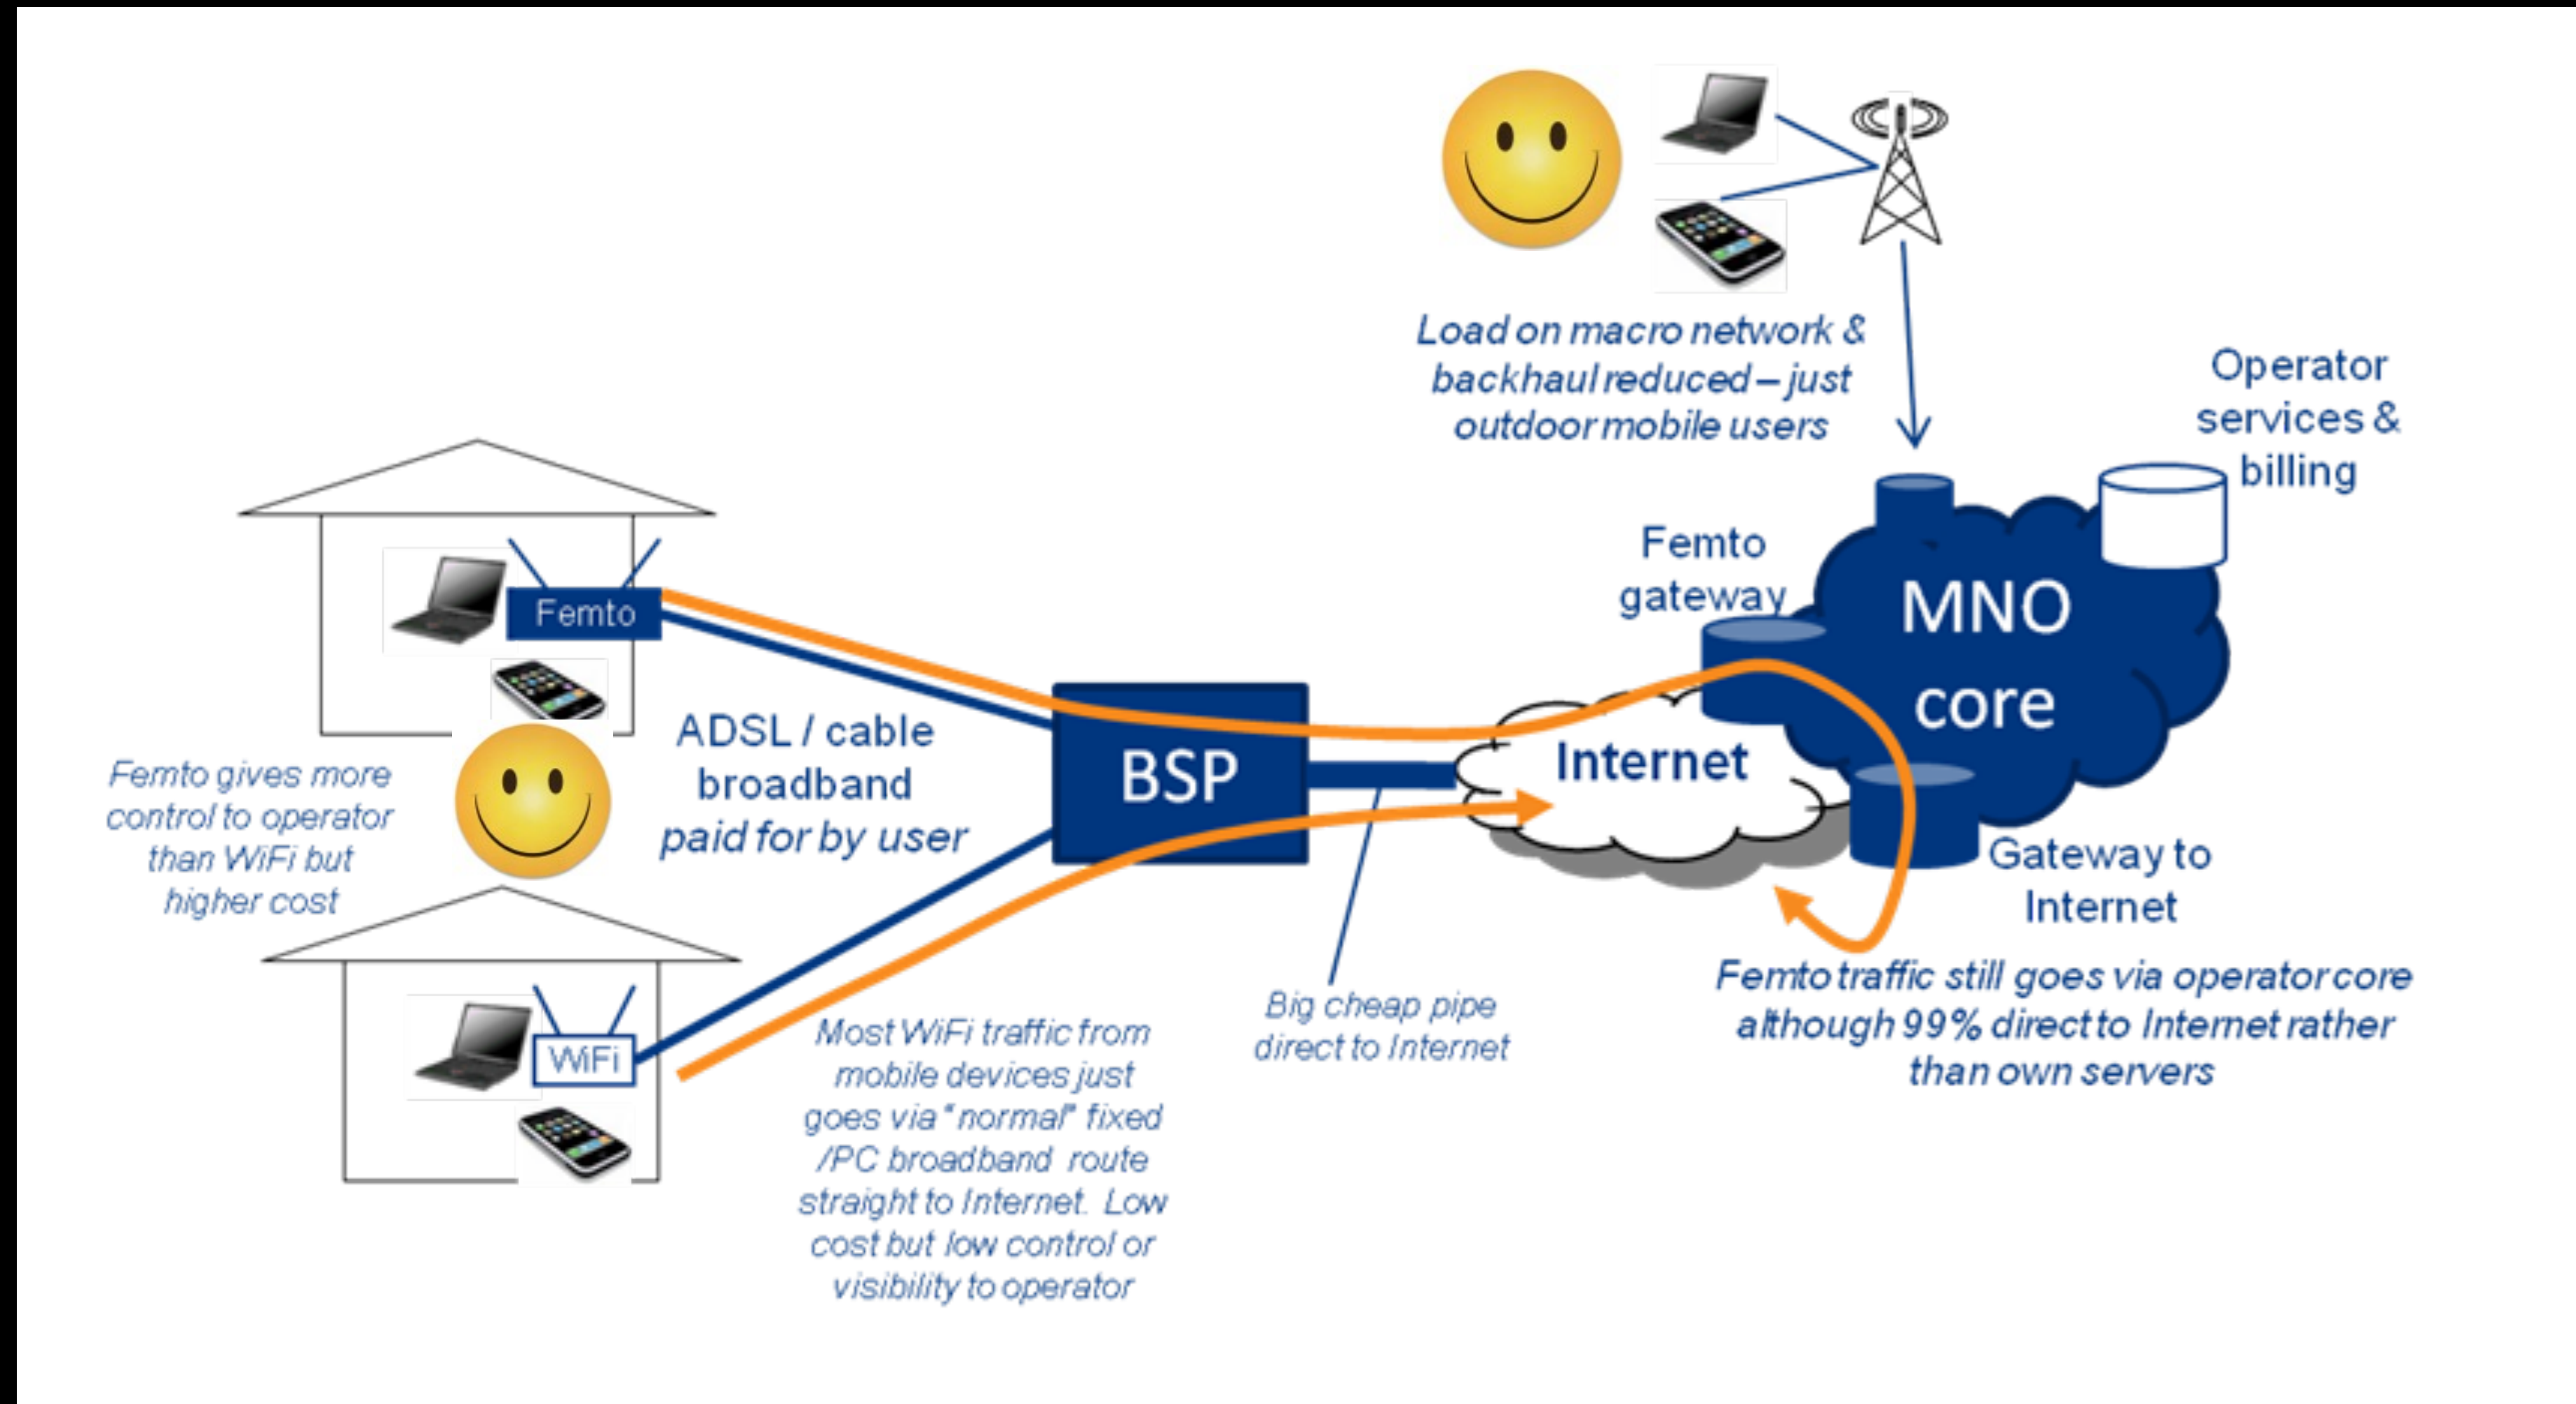 Load on macro network &
backhaul reduced – just
outdoor mobile users
Operator
services &
billing
Femto
gateway
MNO
core
Femto
ADSL / cable
broadband
paid for by user
BSP
Internet
Femto gives more
control to operator
than WiFi but
higher cost
Gateway to
Internet
WiFi
Most WiFi traffic from
mobile devices just
goes via "normal" fixed
/PC broadband route
straight to Internet. Low
cost but low control or
visibility to operator
Big cheap pipe
direct to Internet
Femto traffic still goes via operator core
although 99% direct to Internet rather
than own servers